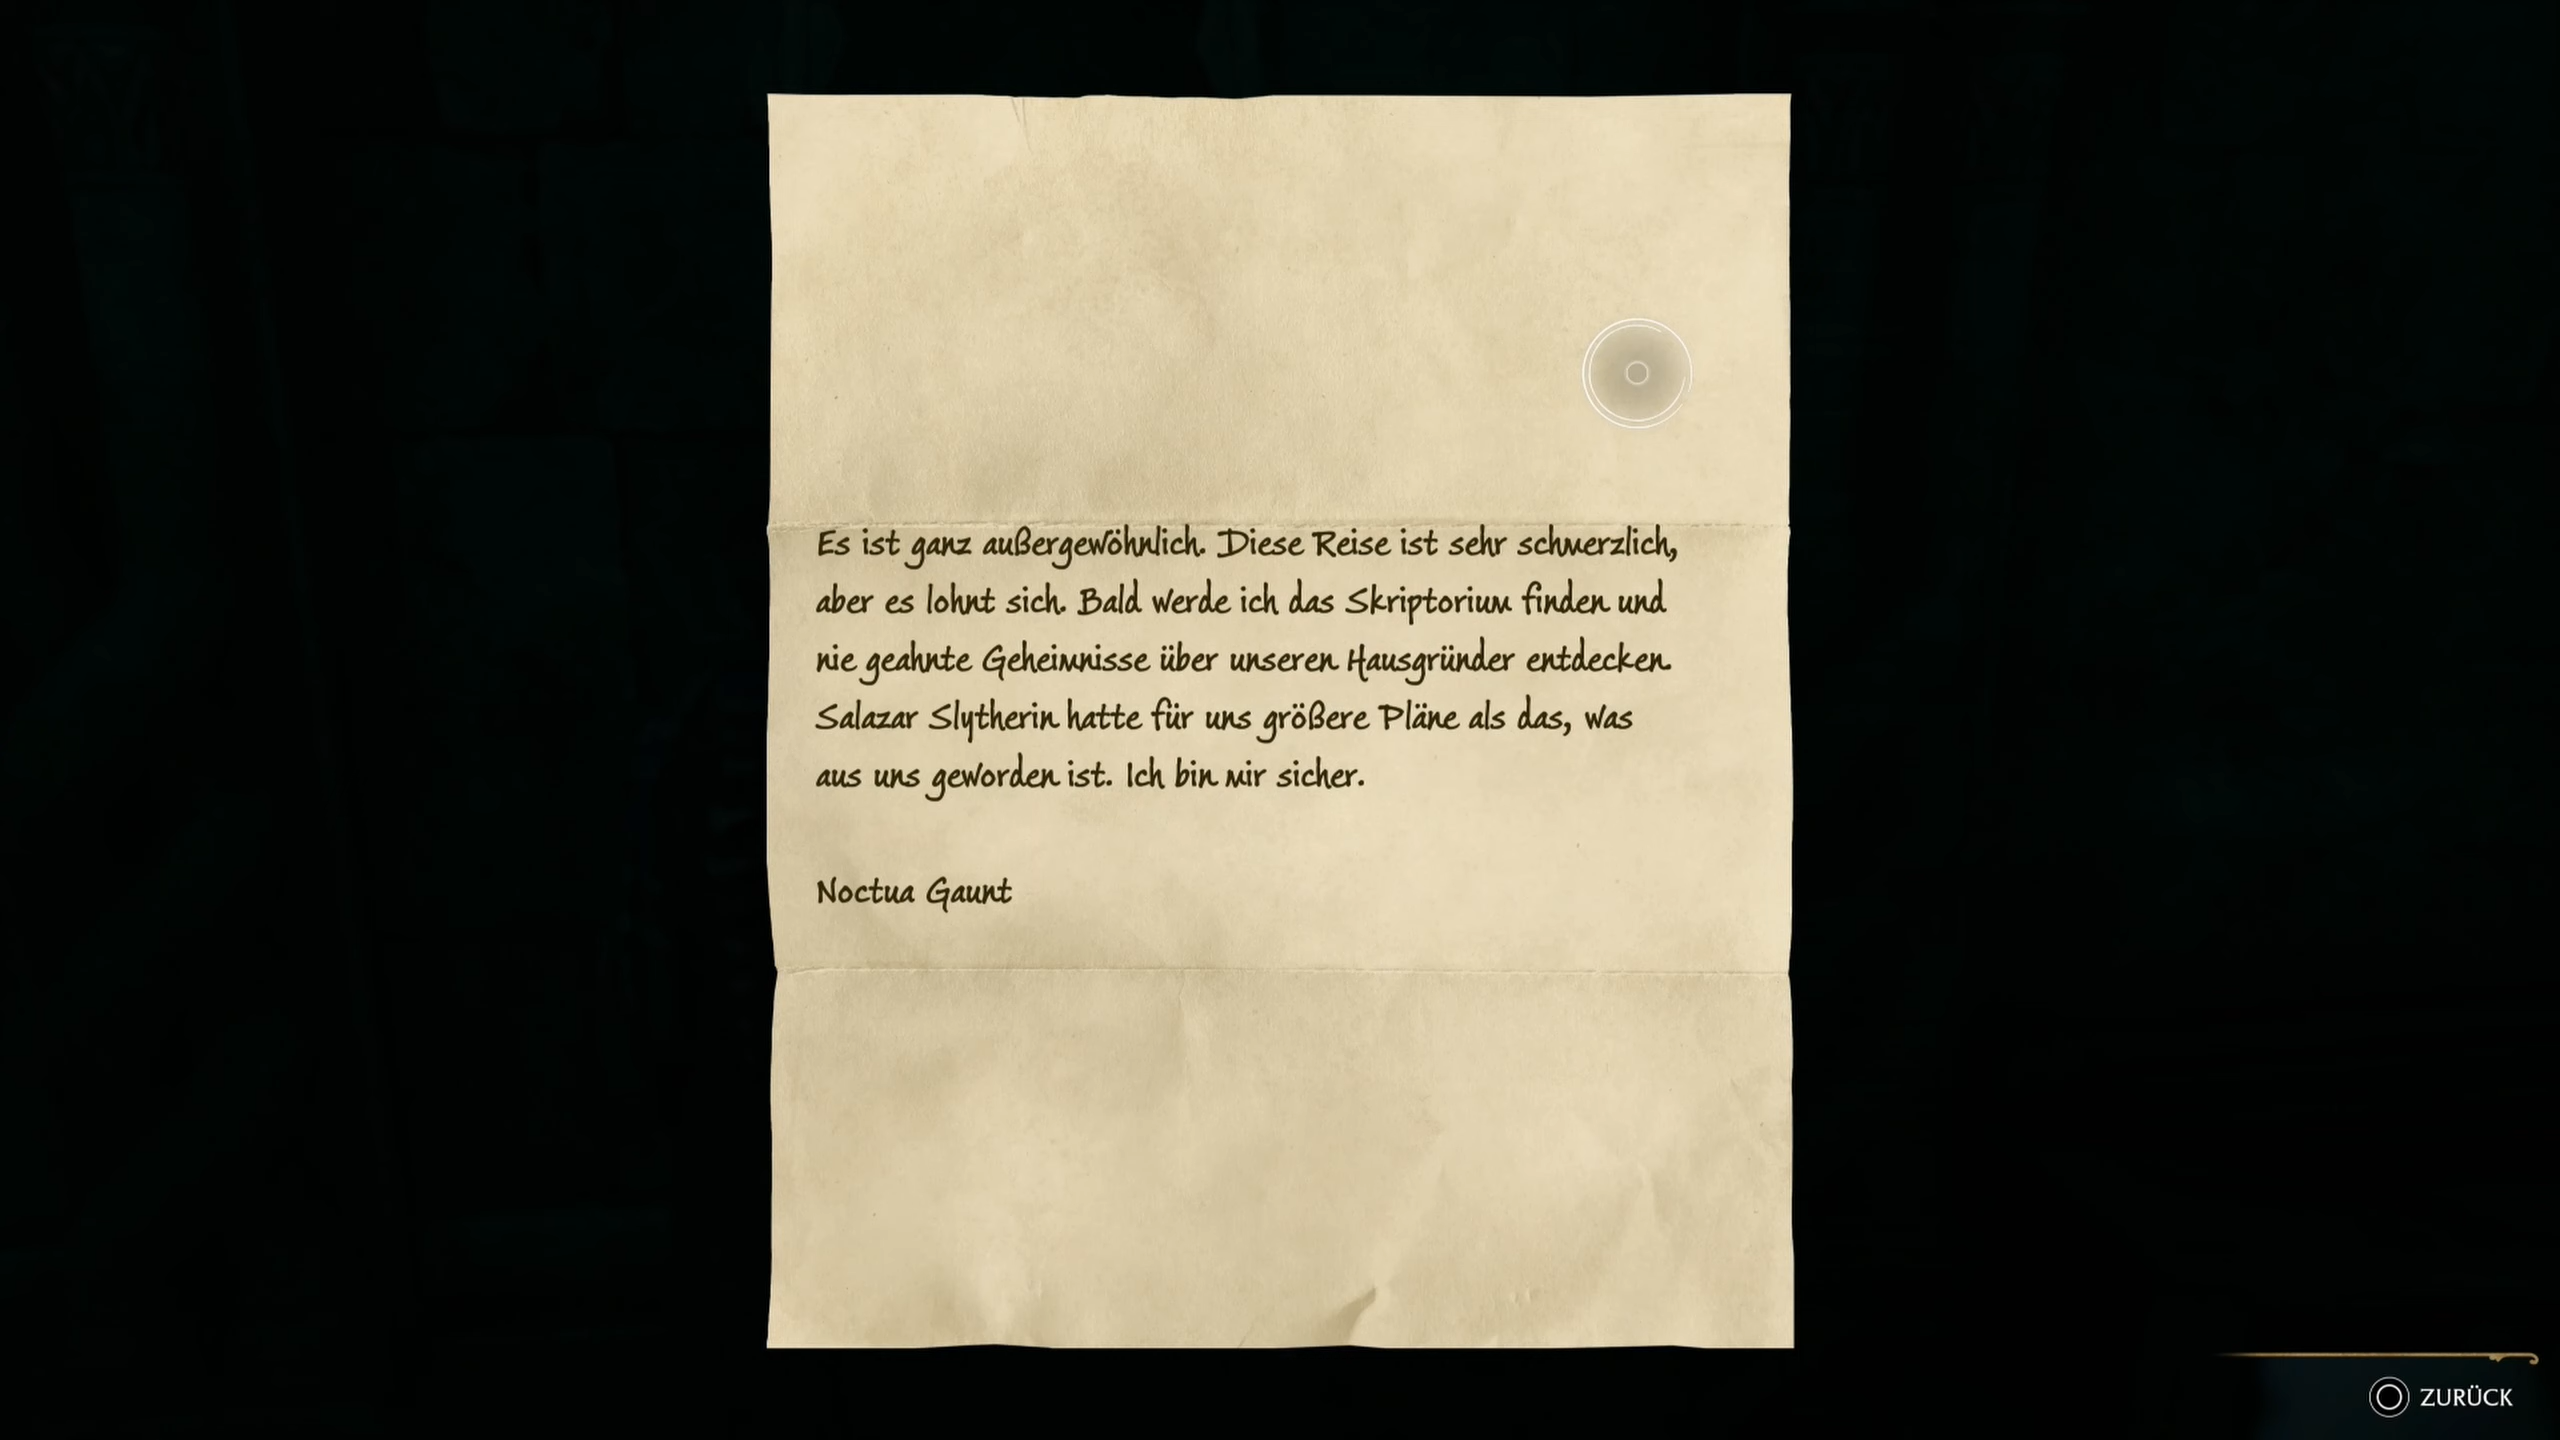 Es ist ganz außergewöhnlich. Diese Reise ist sehr schmerzlich,
aber es lohnt sich. Bald werde ich das Skriptorium finden und
nie geahnte Geheimnisse über unseren Hausgründer entdecken.
Salazar Slytherin hatte für uns größere Pläne als das, was
aus uns geworden ist. Ich bin mir sicher.
Noctua Gaunt
ZURÜCK